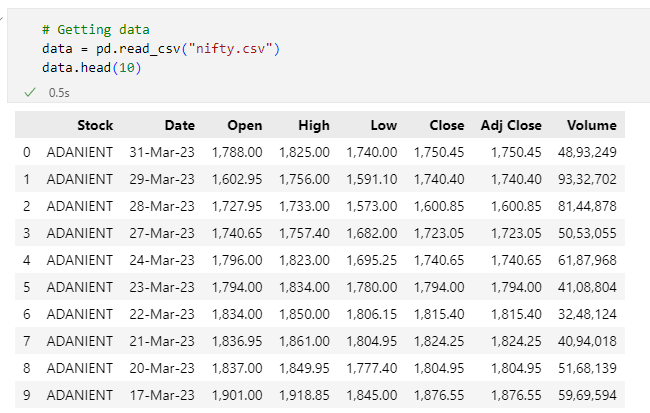 # Getting data
data = pd.read_csv("nifty.csv")
data.head(10)
0.5s
Stock Date Open High Low Close Adj Close Volume
0 ADANIENT 31-Mar-23 1,788.00 1,825.00 1,740.00 1,750.45 1,750.45 48,93,249
1 ADANIENT 29-Mar-23 1,602.95 1,756.00 1,591.10 1,740.40 1,740.40 93,32,702
2 ADANIENT 28-Mar-23 1,727.95 1,733.00 1,573.00 1,600.85 1,600.85 81,44,878
3 ADANIENT 27-Mar-23 1,740.65 1,757.40 1,682.00 1,723.05 1,723.05 50,53,055
4 ADANIENT 24-Mar-23 1,796.00 1,823.00 1,695.25 1,740.65 1,740.65 61,87,968
5 ADANIENT 23-Mar-23 1,794.00 1,834.00 1,780.00 1,794.00 1,794.00 41,08,804
6 ADANIENT 22-Mar-23 1,834.00 1,850.00 1,806.15 1,815.40 1,815.40 32,48,124
7 ADANIENT 21-Mar-23 1,836.95 1,861.00 1,804.95 1,824.25 1,824.25 40,94,018
8 ADANIENT 20-Mar-23 1,837.00 1,849.95 1,777.40 1,804.95 1,804.95 51,68,139
9 ADANIENT 17-Mar-23 1,901.00 1,918.85 1,845.00 1,876.55 1,876.55 59,69,594